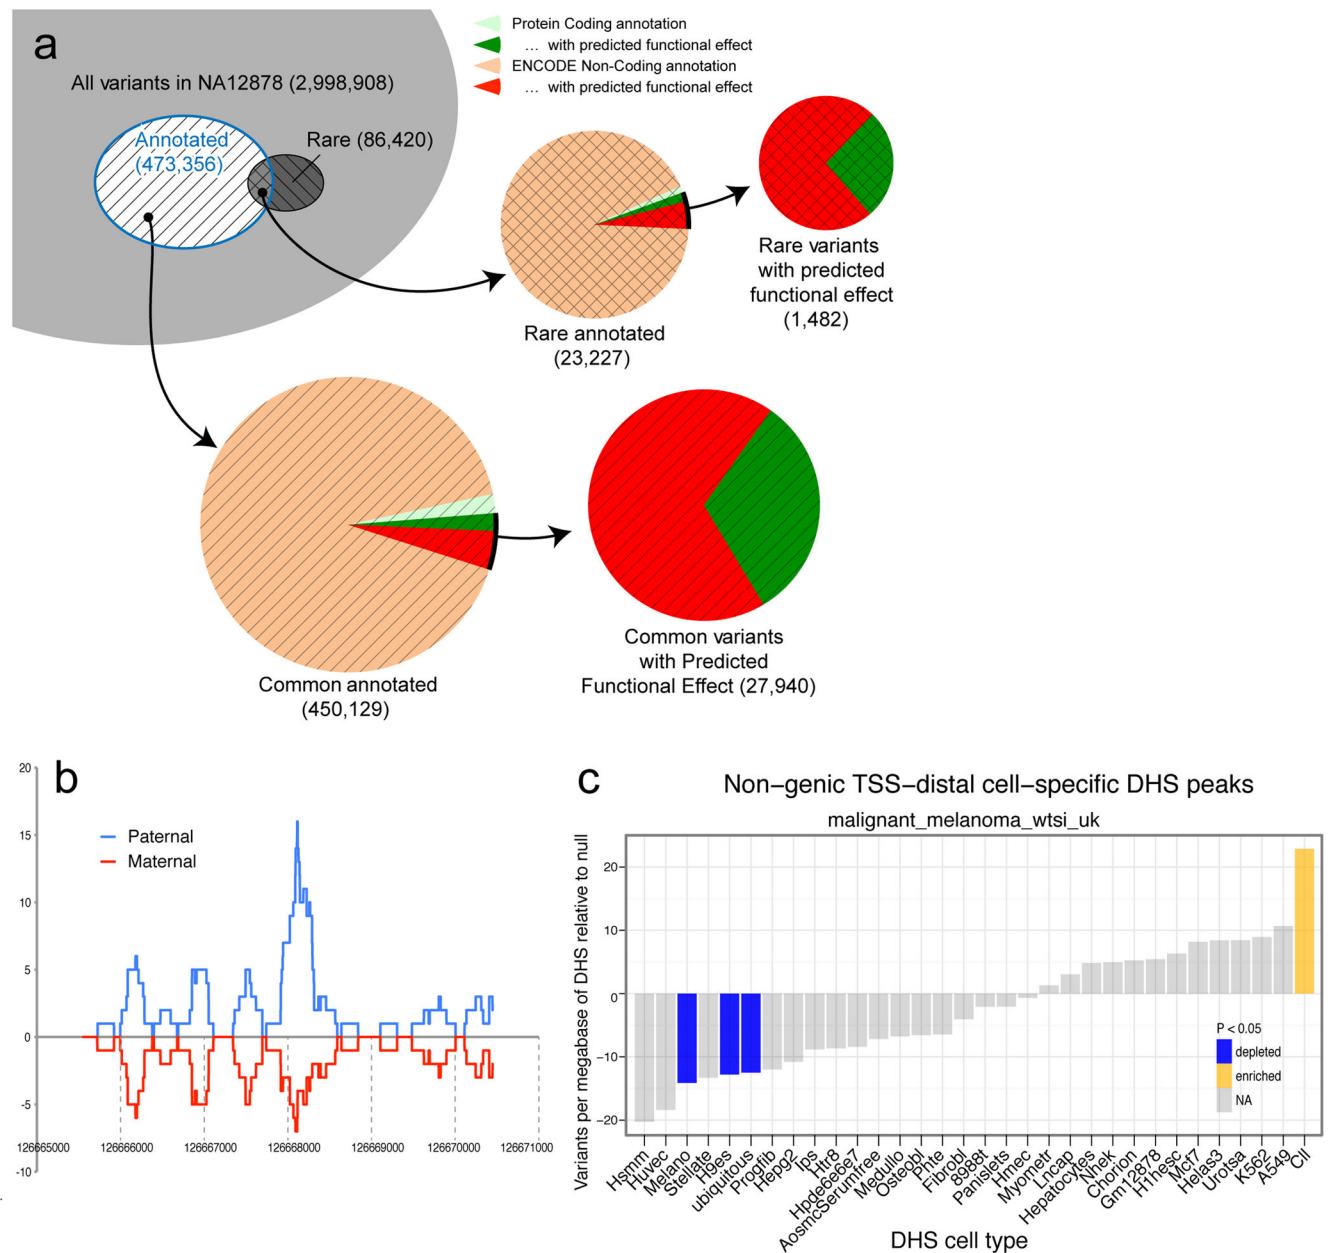 a
Protein Coding annotation
... with predicted functional effect
ENCODE Non-Coding annotation
... with predicted functional effect
All variants in NA12878 (2,998,908)
Annotated
(473,356)
Rare (86,420)
Rare annotated
(23,227)
Rare variants
with predicted
functional effect
(1,482)
Common annotated
(450,129)
Common variants
with Predicted
Functional Effect (27,940)
b
20
15
10
5
0
-5
-10
Paternal
Maternal
126665000
126666000
126667000
126668000
126669000
126670000
126671000
c
Non−genic TSS−distal cell−specific DHS peaks
malignant_melanoma_wtsi_uk
Variants per megabase of DHS relative to null
20
10
0
−10
−20
P < 0.05
depleted
enriched
NA
Hsmm
Huvec
Melano
Stellate
H9es
ubiquitous
Progfib
Hepg2
Ips
Htr8
Hpde6e6e7
AosmcSerumfree
Medullo
Osteobl
Phte
Fibrobl
8988t
Panislets
Hmec
Myometr
Lncap
Hepatocytes
Nhek
Chorion
Gm12878
H1hesc
Mcf7
Helas3
Urotsa
K562
A549
Cll
DHS cell type